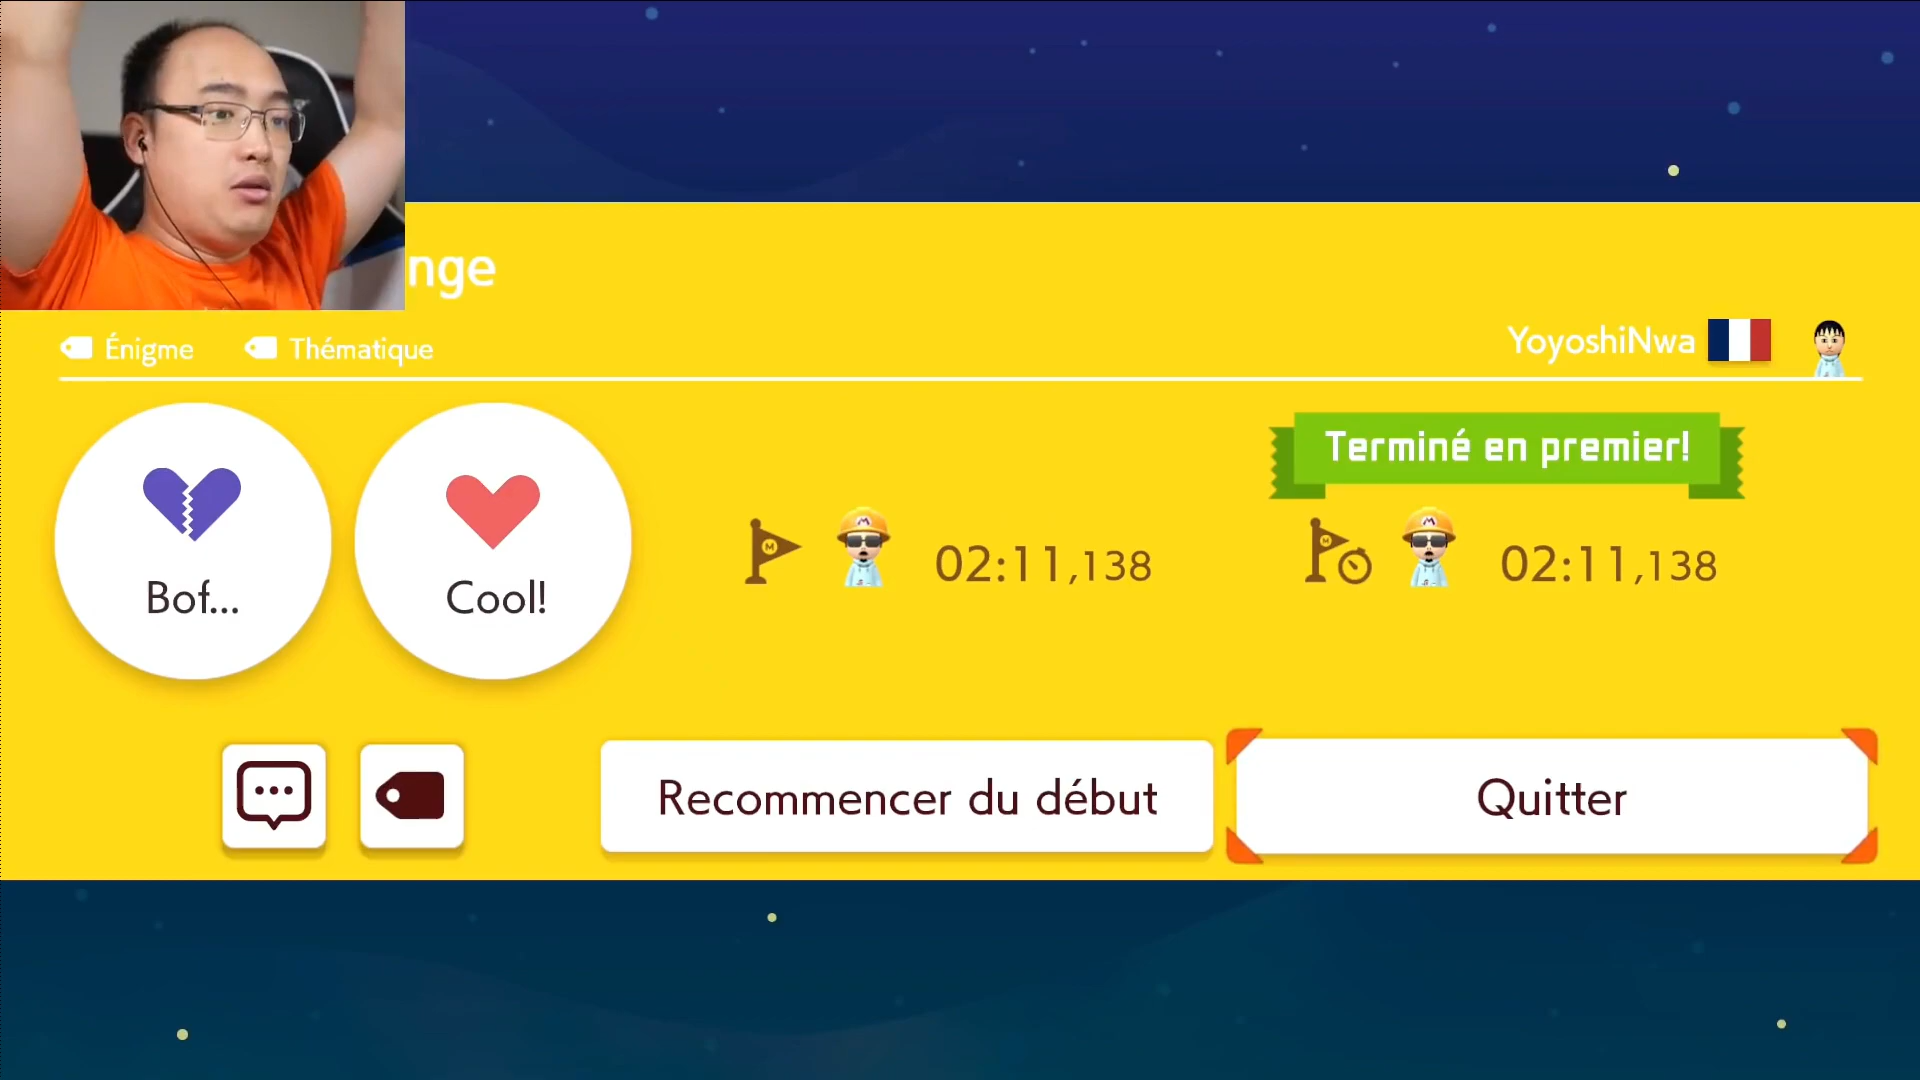 nge
Énigme
Thématique
YoyoshiNwa
Terminé en premier!
M
M
M
M
02:11,138
02:11,138
Bof...
Cool!
Recommencer du début
Quitter